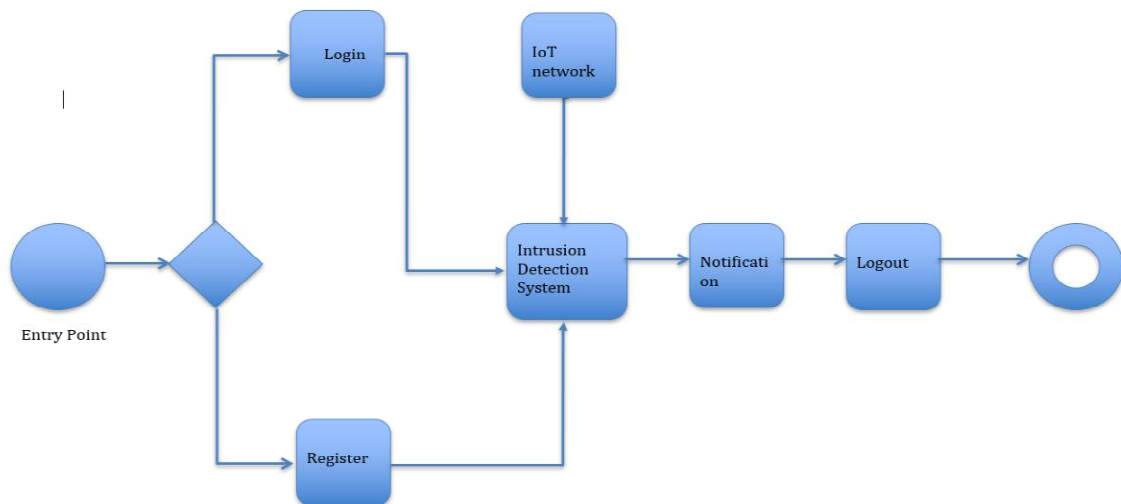 Login
IoT
network
Entry Point
Intrusion
Detection
System
Notificati
on
Logout
Register